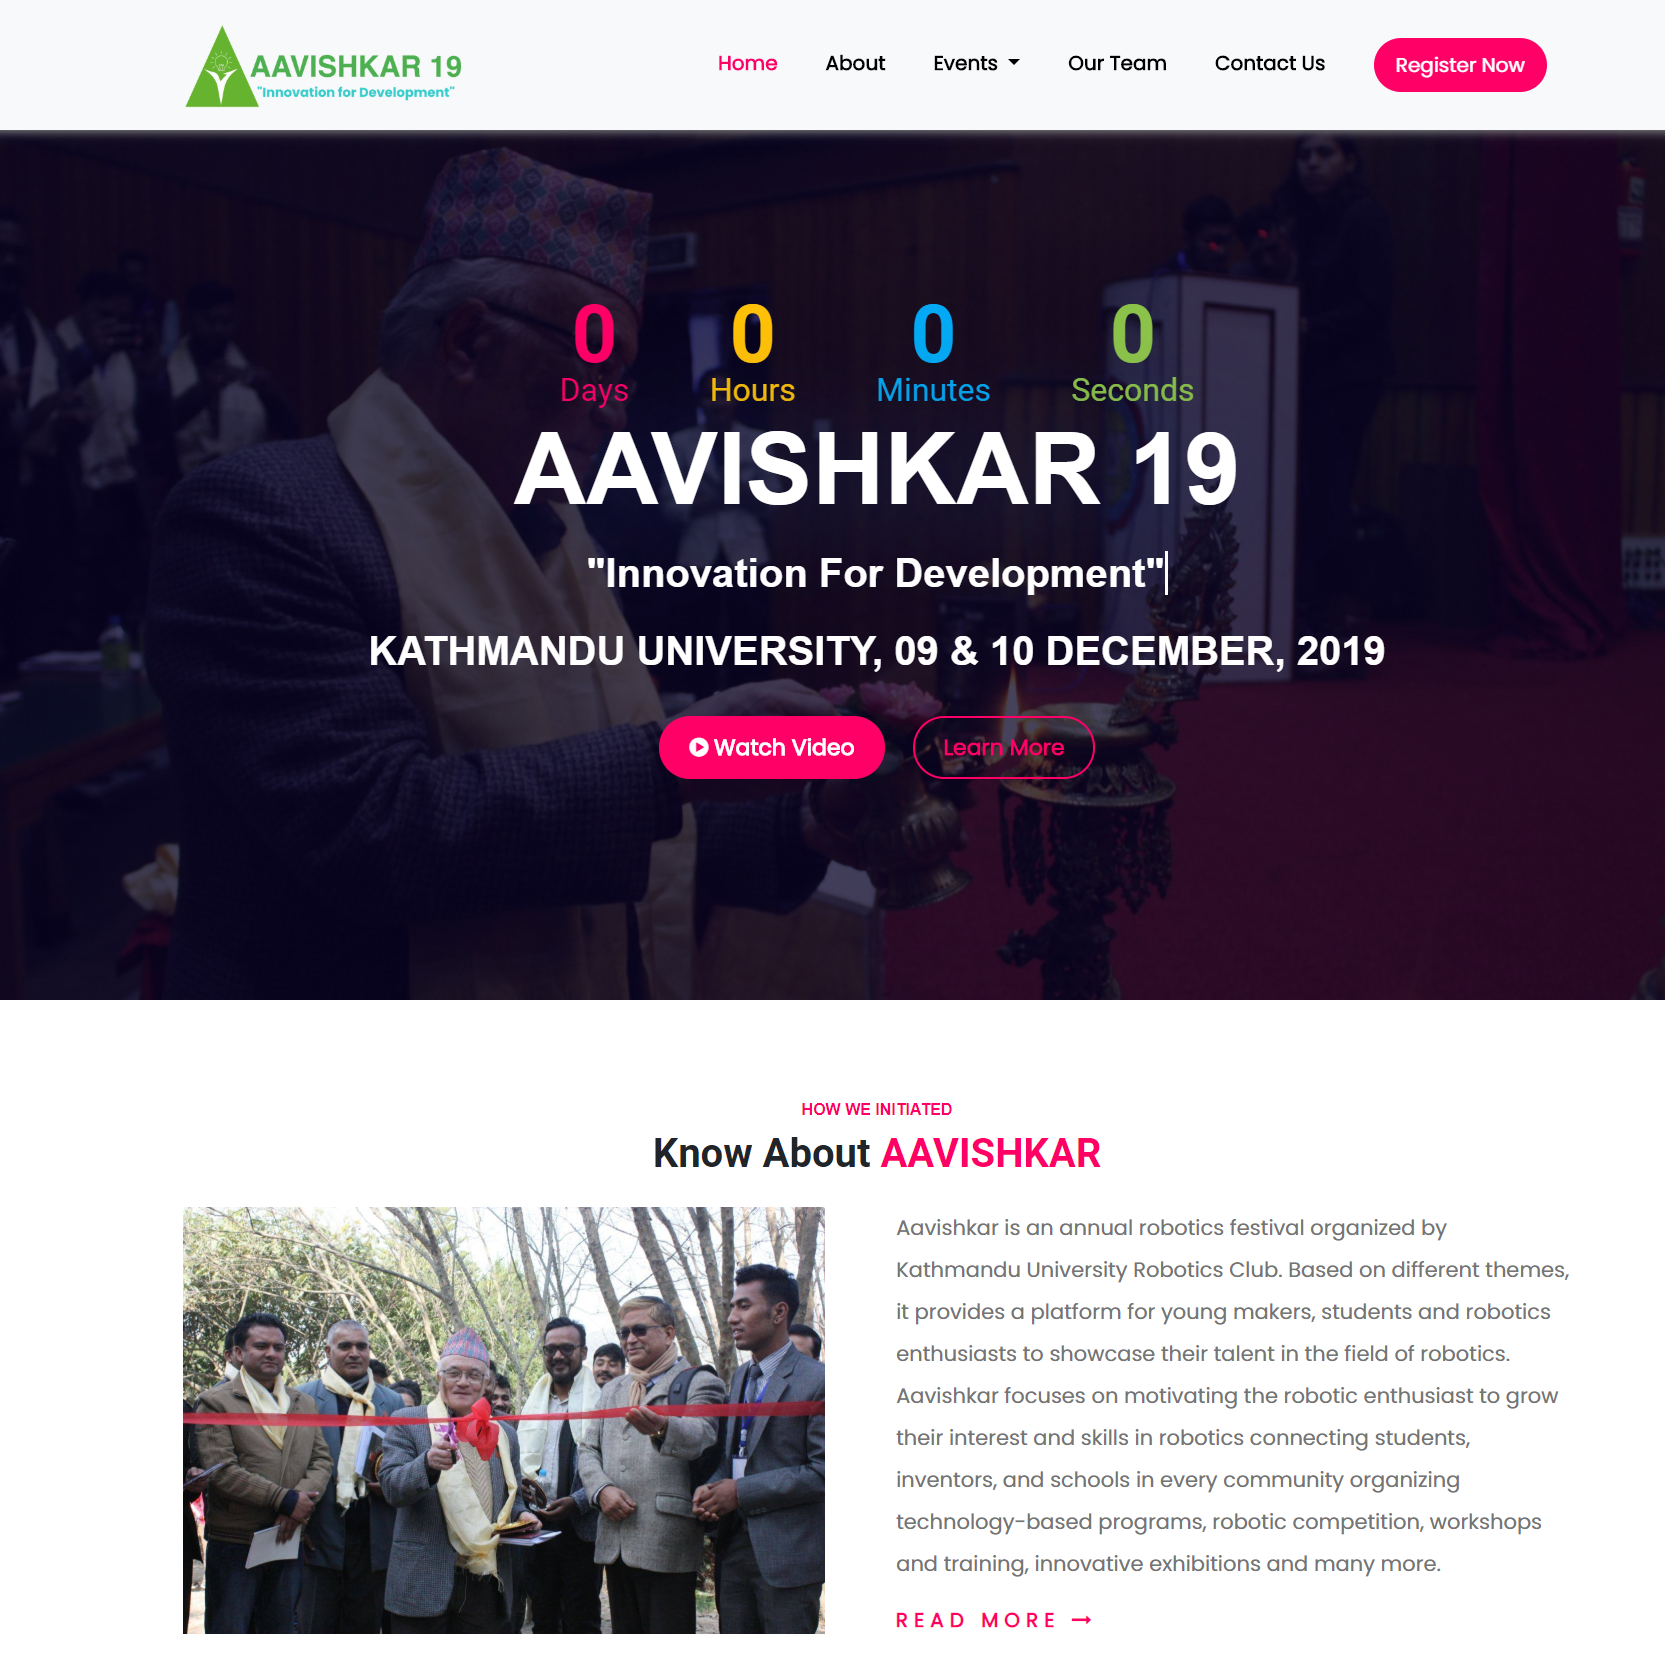 AAVISHKAR 19
"Innovation for Development"
Home
About
Events
Our Team
Contact Us
Register Now
0 0 0 0
Days Hours Minutes Seconds
AAVISHKAR 19
"Innovation For Development"
KATHMANDU UNIVERSITY, 09 & 10 DECEMBER, 2019
Watch Video
Learn More
HOW WE INITIATED
Know About AAVISHKAR
Aavishkar is an annual robotics festival organized by
Kathmandu University Robotics Club. Based on different themes,
it provides a platform for young makers, students and robotics
enthusiasts to showcase their talent in the field of robotics.
Aavishkar focuses on motivating the robotic enthusiast to grow
their interest and skills in robotics connecting students,
inventors, and schools in every community organizing
technology-based programs, robotic competition, workshops
and training, innovative exhibitions and many more.
READ MORE